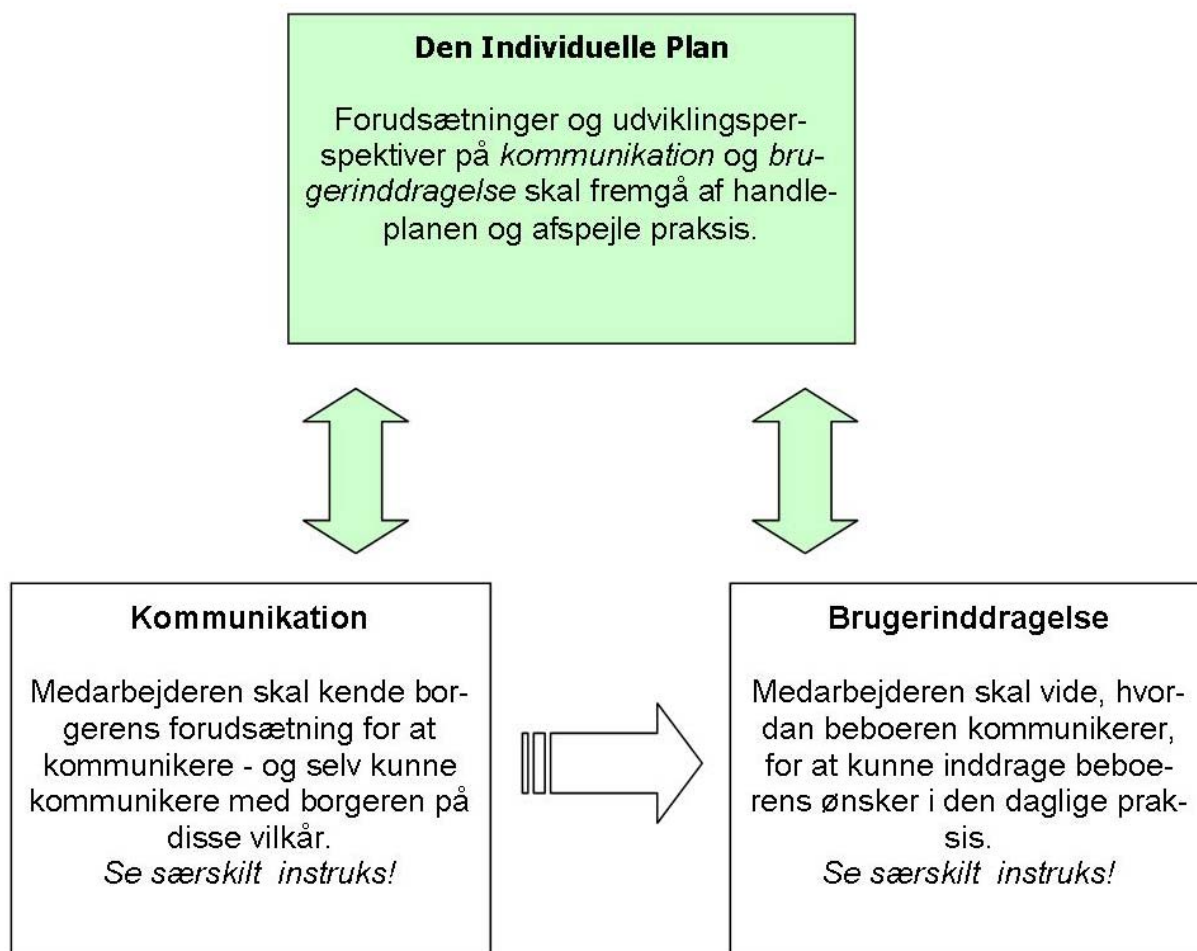 Den Individuelle Plan
Forudsætninger og udviklingsper-
spektiver på kommunikation og bru-
gerinddragelse skal fremgå af handle-
planen og afspejle praksis.
Kommunikation
Medarbejderen skal kende bor-
gerens forudsætning for at
kommunikere - og selv kunne
kommunikere med borgeren på
disse vilkår.
Se særskilt instruks!
Brugerinddragelse
Medarbejderen skal vide, hvor-
dan beboeren kommunikerer,
for at kunne inddrage beboe-
rens ønsker i den daglige prak-
sis.
Se særskilt instruks!